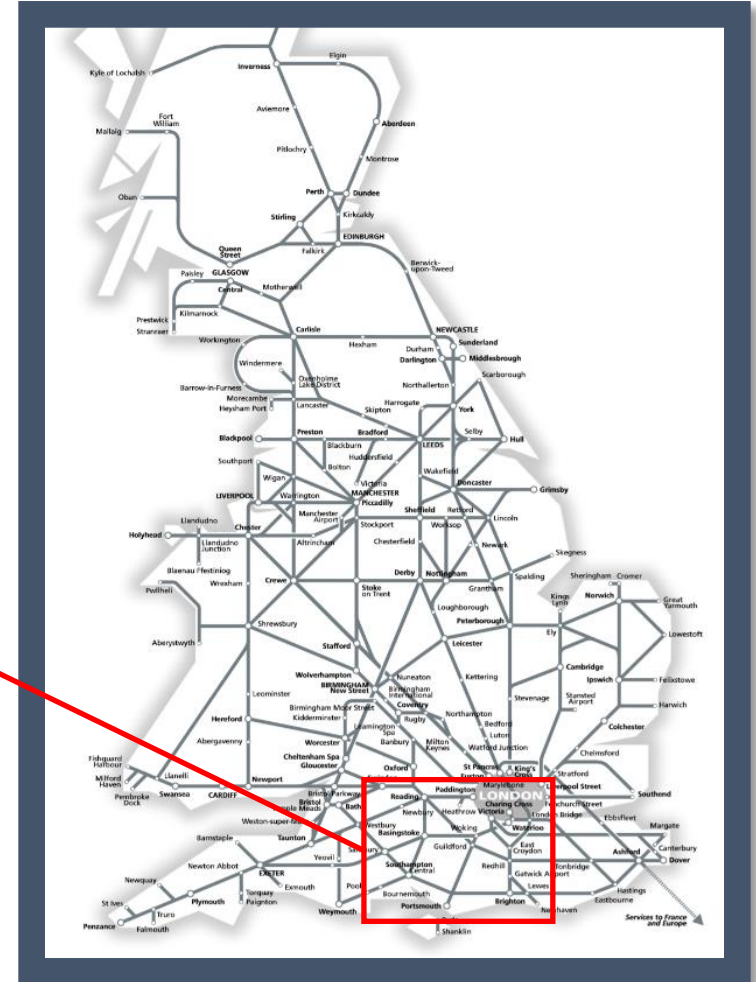 Elgin
Inverness
Kyle of Lochalsh
Aviemore
Fort
William
Mallaig
Aberdeen
Pitlochry
Montrose
Oban
Perth
Dundee
Stirling
Kirkcaldy
EDINBURGH
Queen
Street
Falkirk
Berwick-
upon-Tweed
Paisley
GLASGOW
Central
Motherwell
Prestwick
Kilmarnock
Stranraer
Carlisle
NEWCASTLE
Workington
Hexham
Sunderland
Durham
Darlington
Middlesbrough
Windermere
Scarborough
Oxenholme
Lake District
Barrow-in-Furness
Northallerton
Morecambe
Lancaster
Harrogate
Heysham Port
Skipton
York
Blackpool
Preston
Bradford
Selby
Blackburn
LEEDS
Hull
Southport
Huddersfield
Bolton
Wakefield
Wigan
Victoria
Doncaster
MANCHESTER
Grimsby
LIVERPOOL
Warrington
Piccadilly
Manchester
Airport
Sheffield
Retford
Llandudno
Stockport
Worksop
Lincoln
Holyhead
Chester
Llandudno
Junction
Altrincham
Chesterfield
Newark
Skegness
Blaenau Ffestiniog
Derby
Nottingham
Spalding
Sheringham
Cromer
Pwllheli
Wrexham
Crewe
Stoke
on Trent
Grantham
Kings
Lynn
Norwich
Great
Yarmouth
Loughborough
Shrewsbury
Peterborough
Ely
Lowestoft
Aberystwyth
Stafford
Leicester
Wolverhampton
Cambridge
BIRMINGHAM
New Street
Nuneaton
Kettering
Ipswich
Felixstowe
Birmingham
International
Leominster
Stevenage
Stansted
Airport
Birmingham Moor Street
Coventry
Harwich
Hereford
Kidderminster
Rugby
Northampton
Leamington
Spa
Bedford
Colchester
Abergavenny
Worcester
Banbury
Milton
Keynes
Luton
Watford Junction
Chelmsford
Cheltenham Spa
Fishguard
Harbour
Gloucester
Oxford
St Pancras
King's
Cross
Euston
Stratford
Milford
Haven
Llanelli
Newport
Marylebone
Liverpool Street
Pembroke
Dock
Swansea
CARDIFF
Bristol Parkway
Reading
Paddington
LONDON
Southend
Bristol
Temple Meads
Bath
Newbury
Heathrow
Charing Cross
Victoria
Fenchurch Street
London Bridge
Ebbsfleet
Weston-super-Mare
Westbury
Basingstoke
Woking
Waterloo
Margate
Barnstaple
Taunton
Salisbury
Guildford
East
Croydon
Canterbury
Yeovil
Redhill
Tonbridge
Ashford
Dover
Newton Abbot
EXETER
Southampton
Central
Gatwick Airport
Newquay
Exmouth
Lewes
Hastings
Torquay
Paignton
Bournemouth
Eastbourne
St Ives
Plymouth
Weymouth
Portsmouth
Brighton
Newhaven
Truro
Services to France
and Europe
Penzance
Falmouth
Shanklin